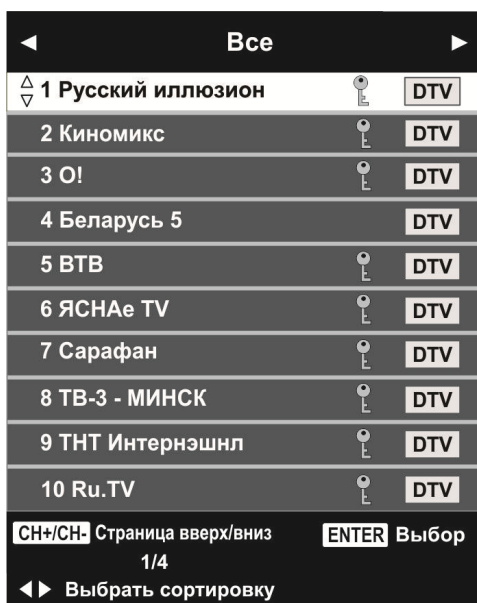 Все
1 Русский иллюзион DTV
2 Киномикс DTV
3 О! DTV
4 Беларусь 5 DTV
5 ВТВ DTV
6 ЯСНАе TV DTV
7 Сарафан DTV
8 ТВ-3 - МИНСК DTV
9 ТНТ Интернэшнл DTV
10 Ru.TV DTV
CH+/CH- Страница вверх/вниз ENTER Выбор
1/4
Выбрать сортировку